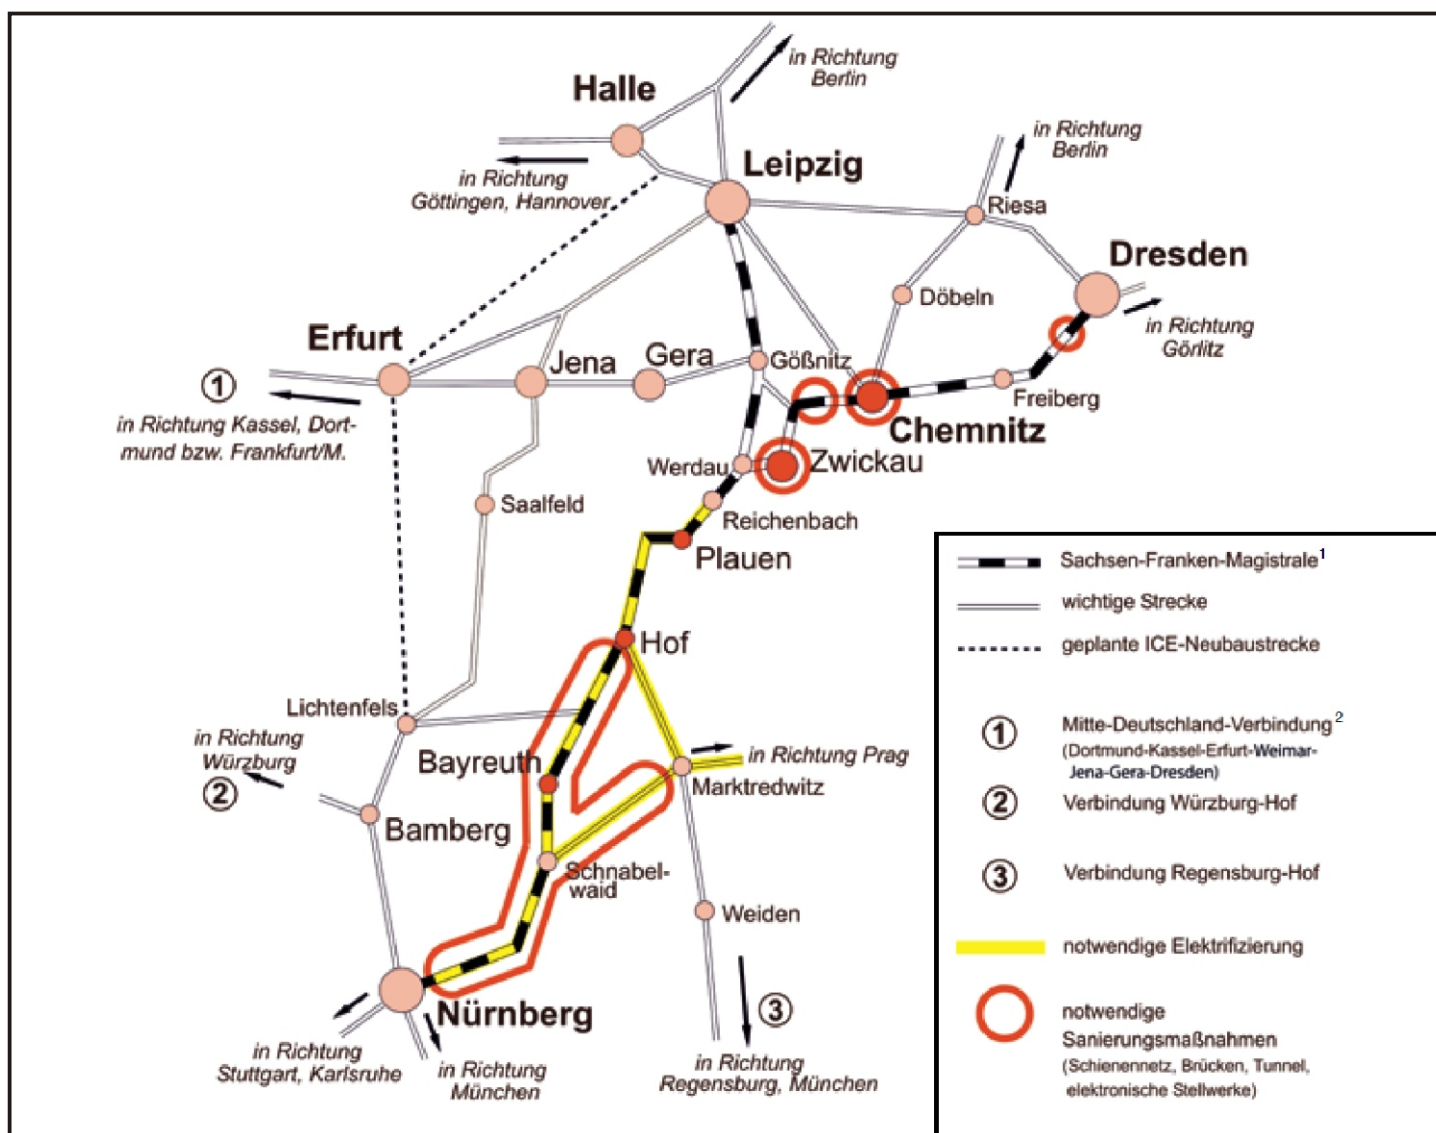 in Richtung
Berlin
Halle
in Richtung
Berlin
Leipzig
in Richtung
Göttingen, Hannover
Riesa
Dresden
Döbeln
in Richtung
Görlitz
Erfurt
Jena
Gera
Gößnitz
1
in Richtung Kassel, Dort-
mund bzw. Frankfurt/M.
Freiberg
Chemnitz
Werdau
Zwickau
Saalfeld
Reichenbach
Plauen
Hof
Lichtenfels
in Richtung
Würzburg
2
Bayreuth
in Richtung Prag
Marktredwitz
Bamberg
Schnabel-
waid
Weiden
Nürnberg
3
in Richtung
Stuttgart, Karlsruhe
in Richtung
München
in Richtung
Regensburg, München
Sachsen-Franken-Magistrale¹
wichtige Strecke
geplante ICE-Neubaustrecke
1 Mitte-Deutschland-Verbindung²
(Dortmund-Kassel-Erfurt-Weimar-
Jena-Gera-Dresden)
2 Verbindung Würzburg-Hof
3 Verbindung Regensburg-Hof
notwendige Elektrifizierung
notwendige
Sanierungsmaßnahmen
(Schienennetz, Brücken, Tunnel,
elektronische Stellwerke)